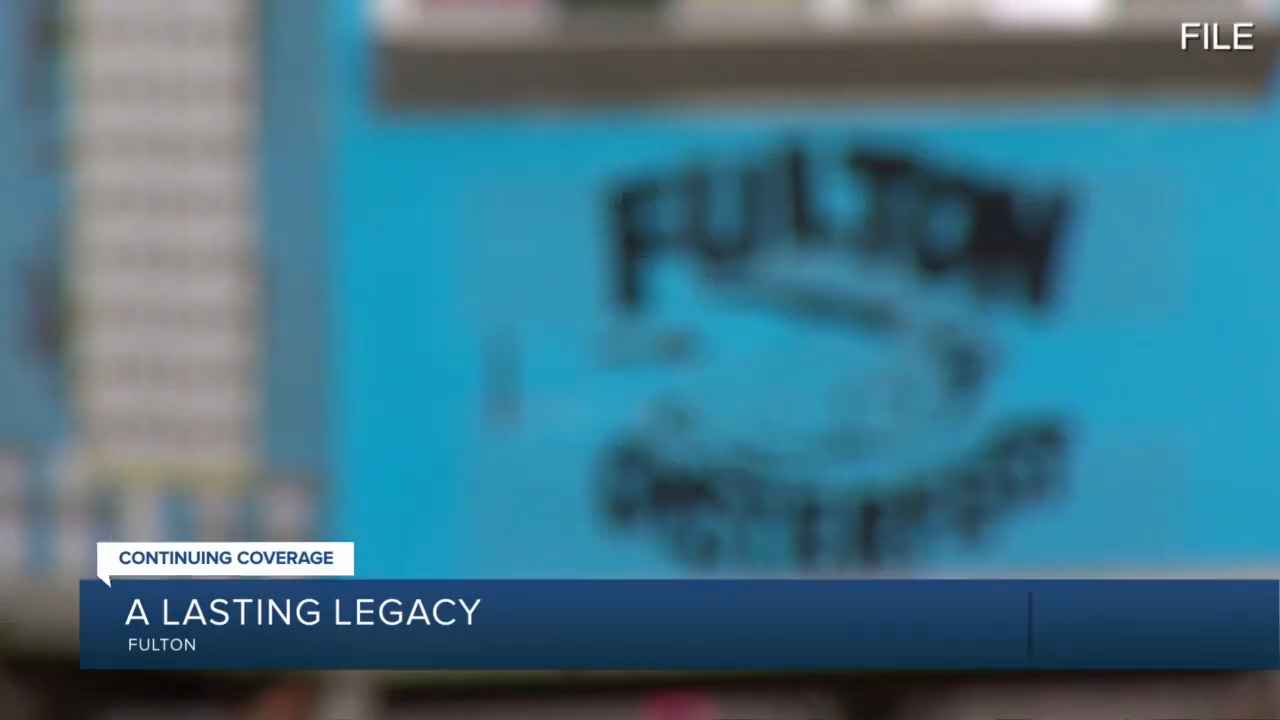 FILE
FULTON
CONTINUING COVERAGE
A LASTING LEGACY
FULTON